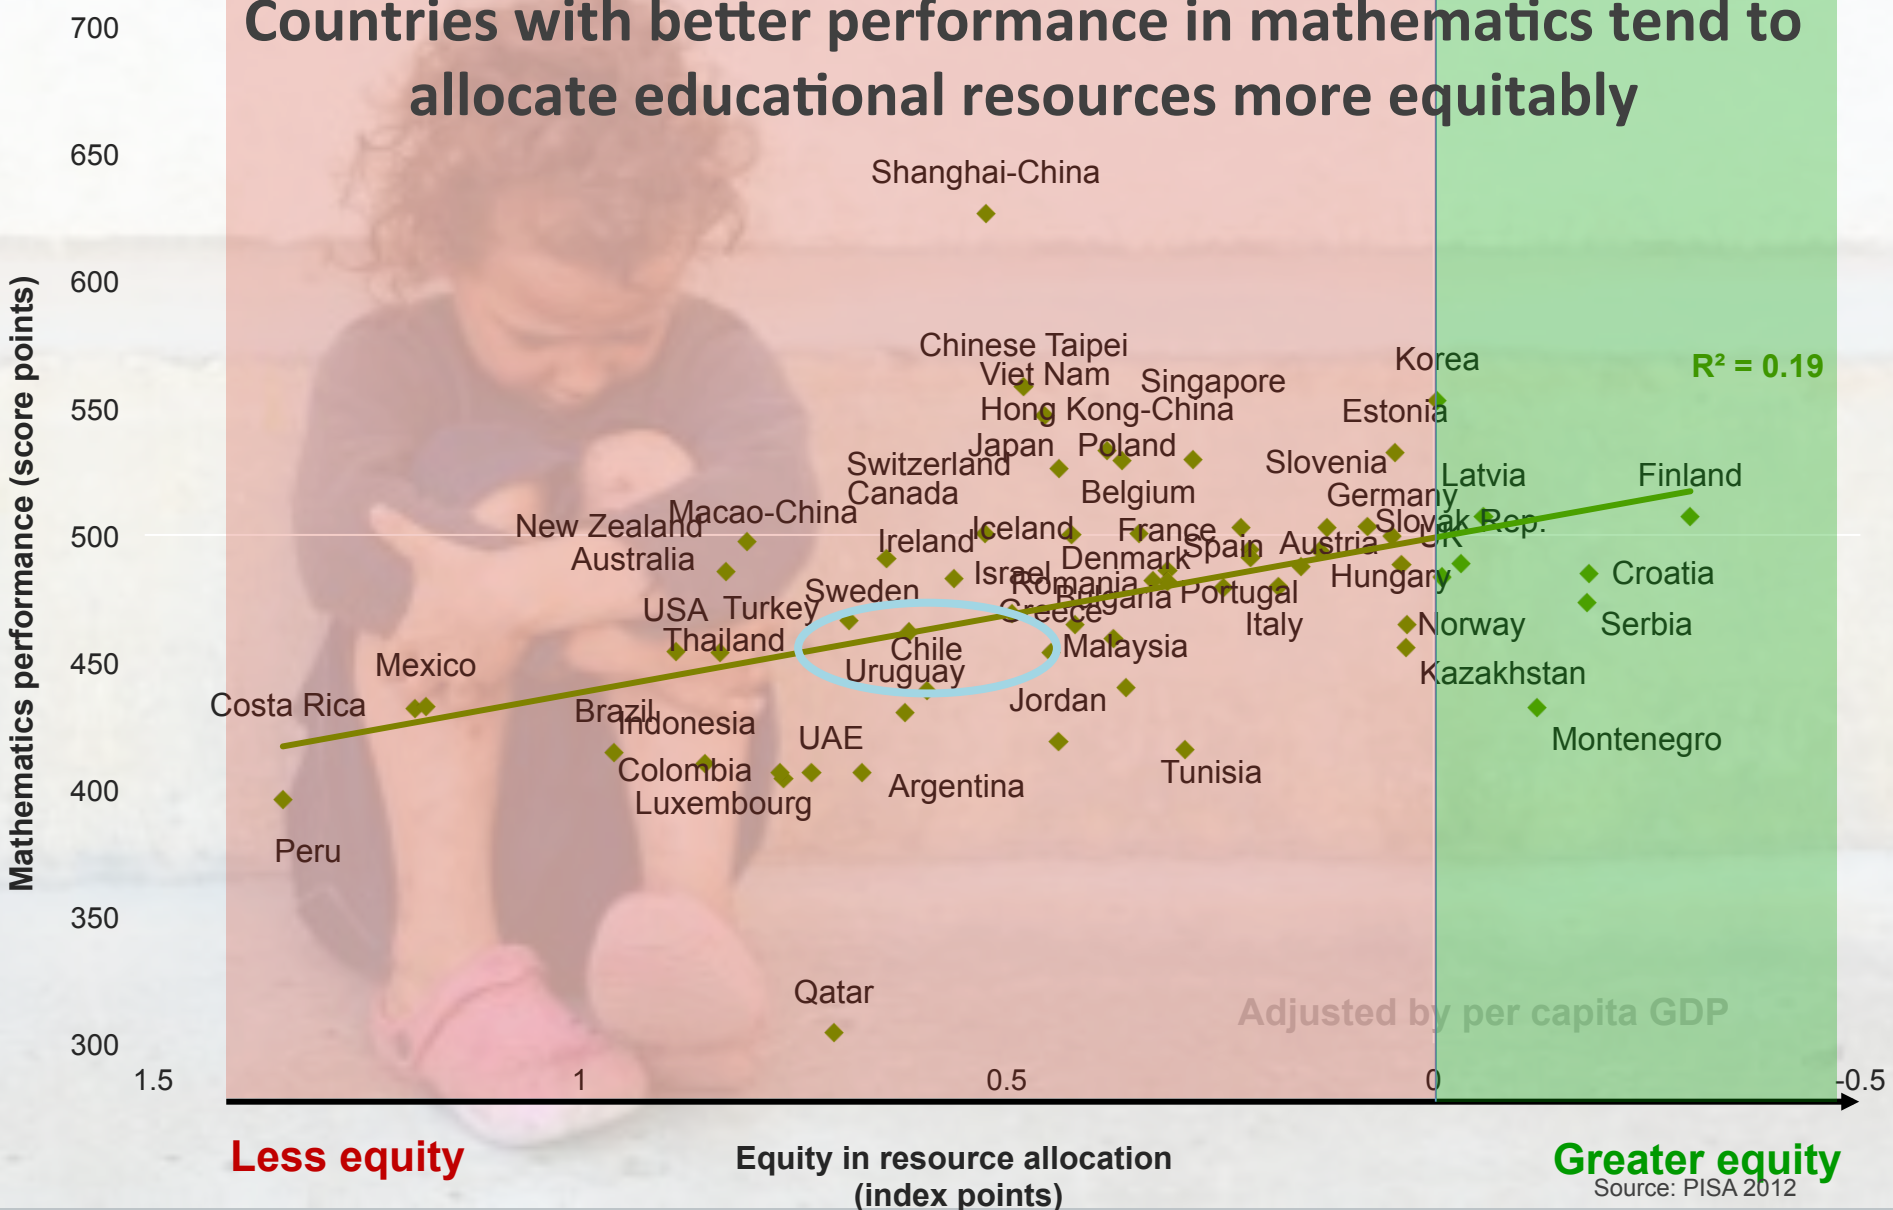 Countries with better performance in mathematics tend to
allocate educational resources more equitably
Mathematics performance (score points)
700
650
600
550
500
450
400
350
300
Shanghai-China
Chinese Taipei
Viet Nam
Singapore
Hong Kong-China
Korea
R² = 0.19
Estonia
Japan
Poland
Switzerland
Slovenia
Canada
Belgium
Germany
Latvia
Finland
Macao-China
New Zealand
Iceland
France
Slovak Rep.
Ireland
Australia
Denmark
Spain
Austria
UK
Israel
Romania
Hungary
Croatia
Sweden
Bulgaria
Portugal
USA
Turkey
Greece
Italy
Norway
Serbia
Thailand
Chile
Malaysia
Mexico
Uruguay
Kazakhstan
Costa Rica
Brazil
Indonesia
Jordan
UAE
Montenegro
Colombia
Luxembourg
Argentina
Tunisia
Peru
Qatar
Adjusted by per capita GDP
1.5
1
0.5
0
-0.5
Less equity
Equity in resource allocation
(index points)
Greater equity
Source: PISA 2012